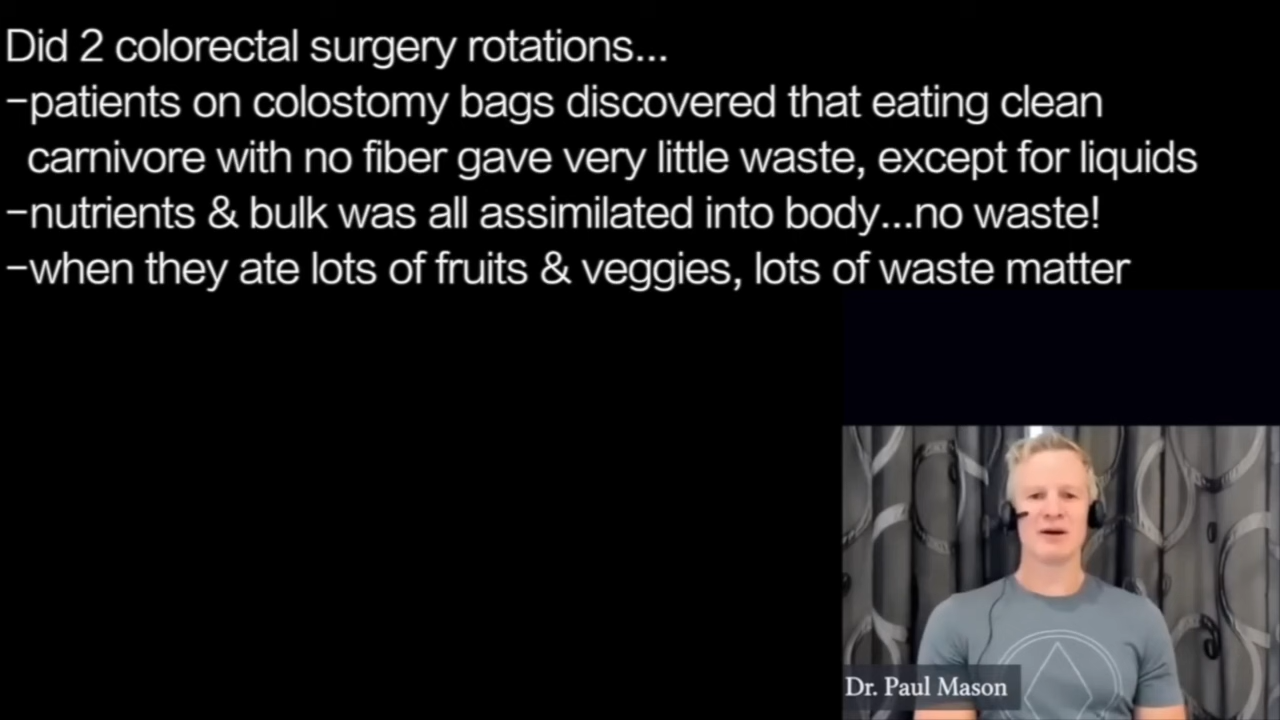 Did 2 colorectal surgery rotations...
-patients on colostomy bags discovered that eating clean
carnivore with no fiber gave very little waste, except for liquids
-nutrients & bulk was all assimilated into body...no waste!
-when they ate lots of fruits & veggies, lots of waste matter
Dr. Paul Mason